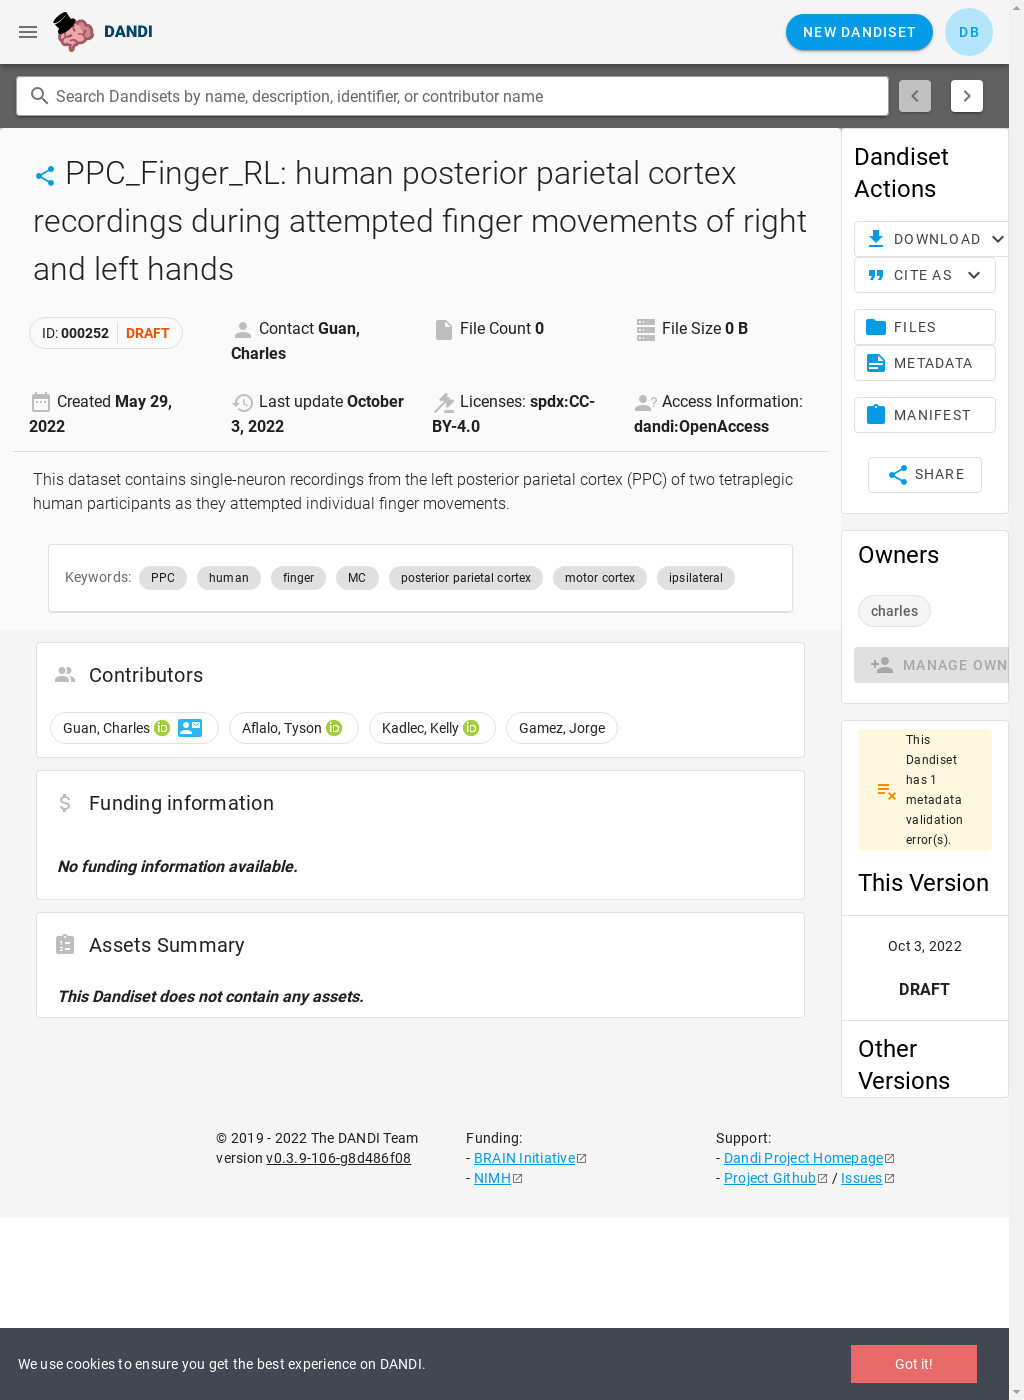 DANDI
NEW DANDISET
DB
Search Dandisets by name, description, identifier, or contributor name
PPC_Finger_RL: human posterior parietal cortex
recordings during attempted finger movements of right
and left hands
ID: 000252 DRAFT
Contact Guan,
Charles
File Count 0
File Size 0 B
Created May 29,
2022
Last update October
3, 2022
Licenses: spdx:CC-
BY-4.0
Access Information:
dandi:OpenAccess
This dataset contains single-neuron recordings from the left posterior parietal cortex (PPC) of two tetraplegic
human participants as they attempted individual finger movements.
Keywords: PPC human finger MC posterior parietal cortex motor cortex ipsilateral
Contributors
Guan, Charles iD Aflalo, Tyson iD Kadlec, Kelly iD Gamez, Jorge
Funding information
No funding information available.
Assets Summary
This Dandiset does not contain any assets.
Dandiset
Actions
DOWNLOAD
CITE AS
FILES
METADATA
MANIFEST
SHARE
Owners
charles
MANAGE OWN
This
Dandiset
has 1
metadata
validation
error(s).
This Version
Oct 3, 2022
DRAFT
Other
Versions
© 2019 - 2022 The DANDI Team
version v0.3.9-106-g8d486f08
Funding:
- BRAIN Initiative
- NIMH
Support:
- Dandi Project Homepage
- Project Github / Issues
We use cookies to ensure you get the best experience on DANDI.
Got it!